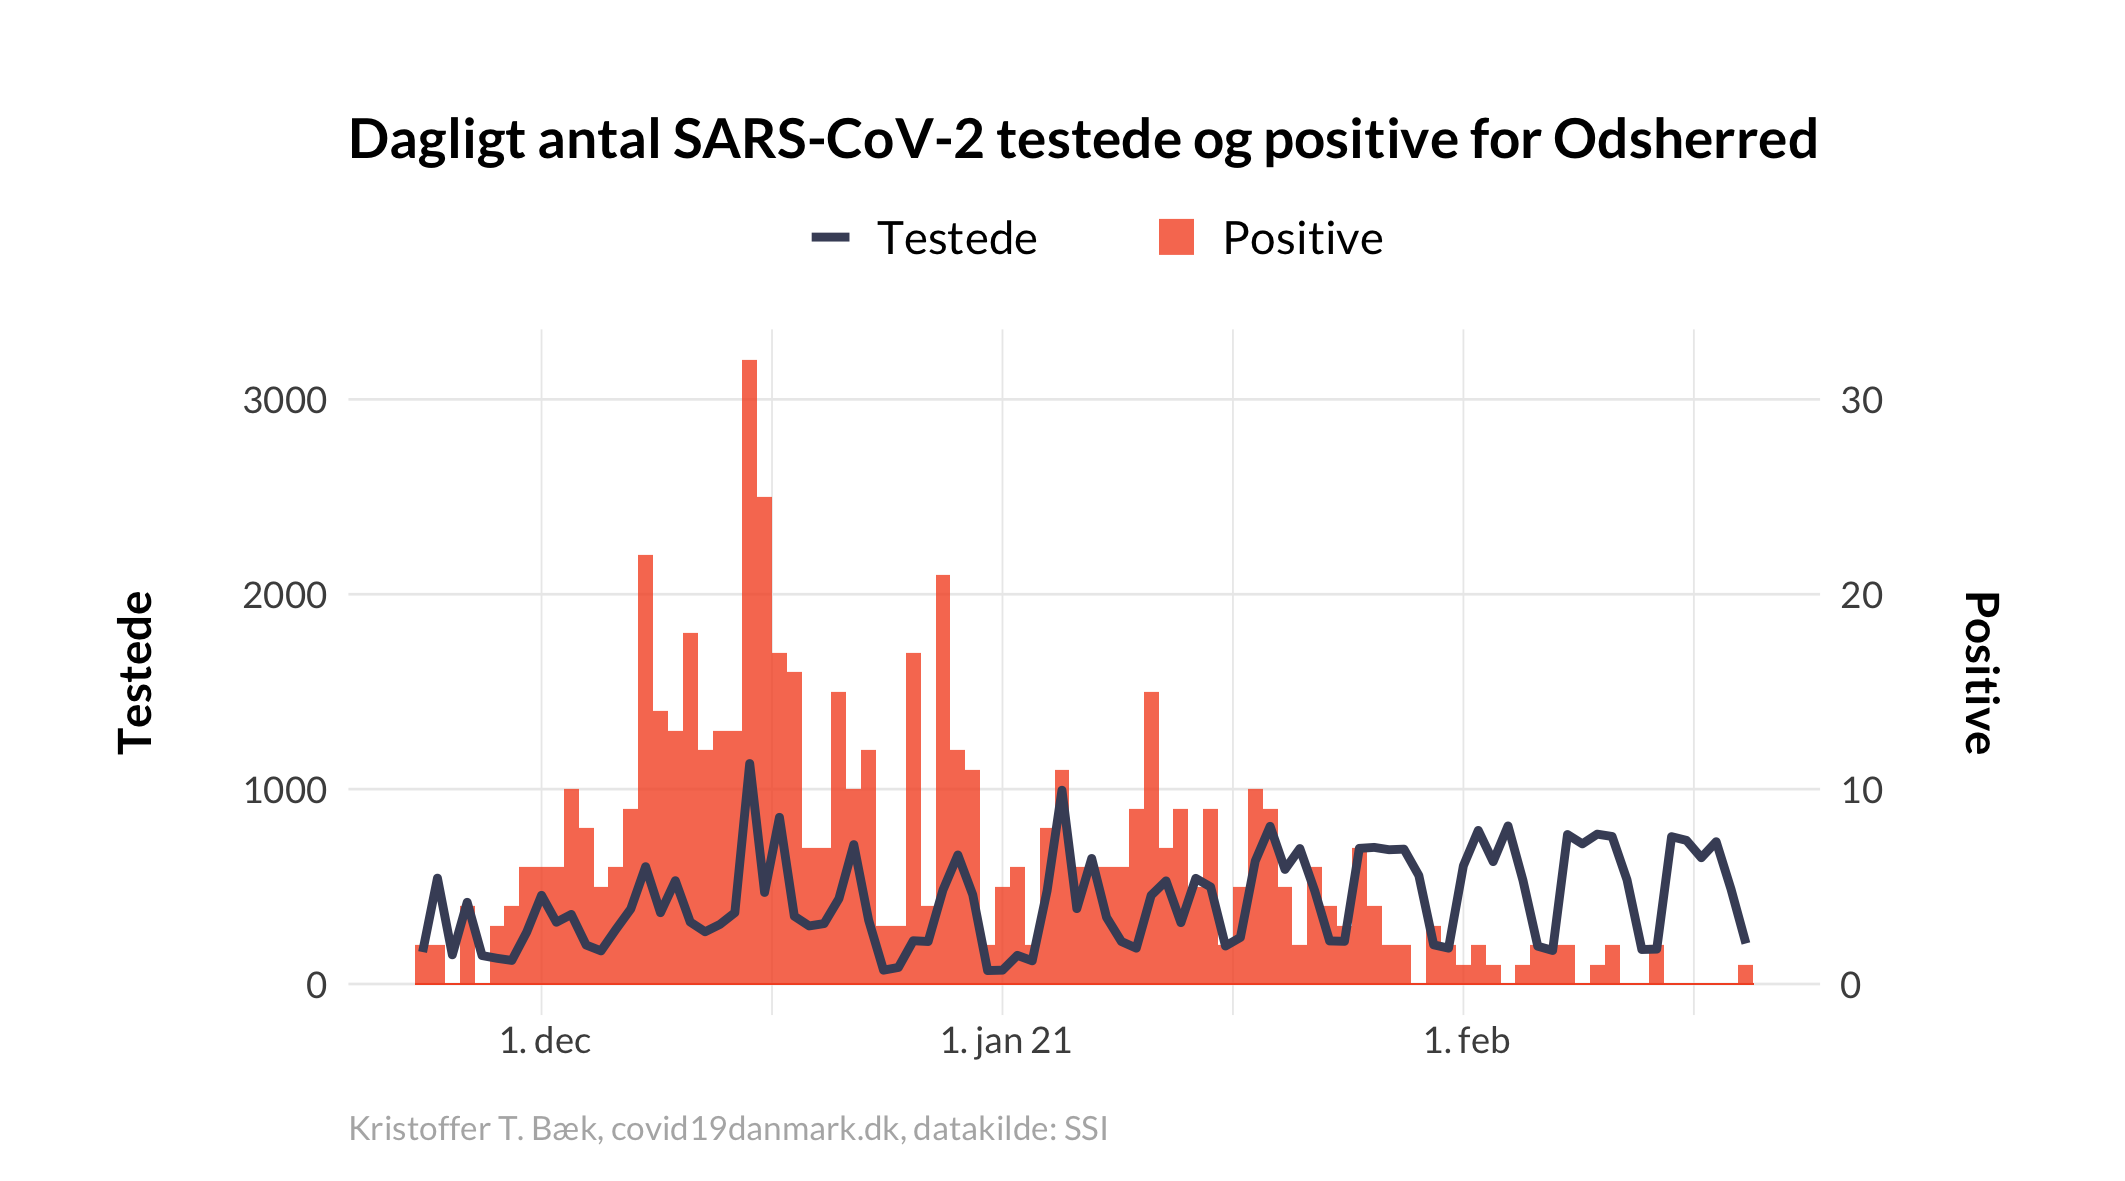 Dagligt antal SARS-CoV-2 testede og positive for Odsherred
Testede Positive
3000 30
2000 20
1000 10
0 0
Testede
Positive
1. dec 1. jan 21 1. feb
Kristoffer T. Bæk, covid19danmark.dk, datakilde: SSI